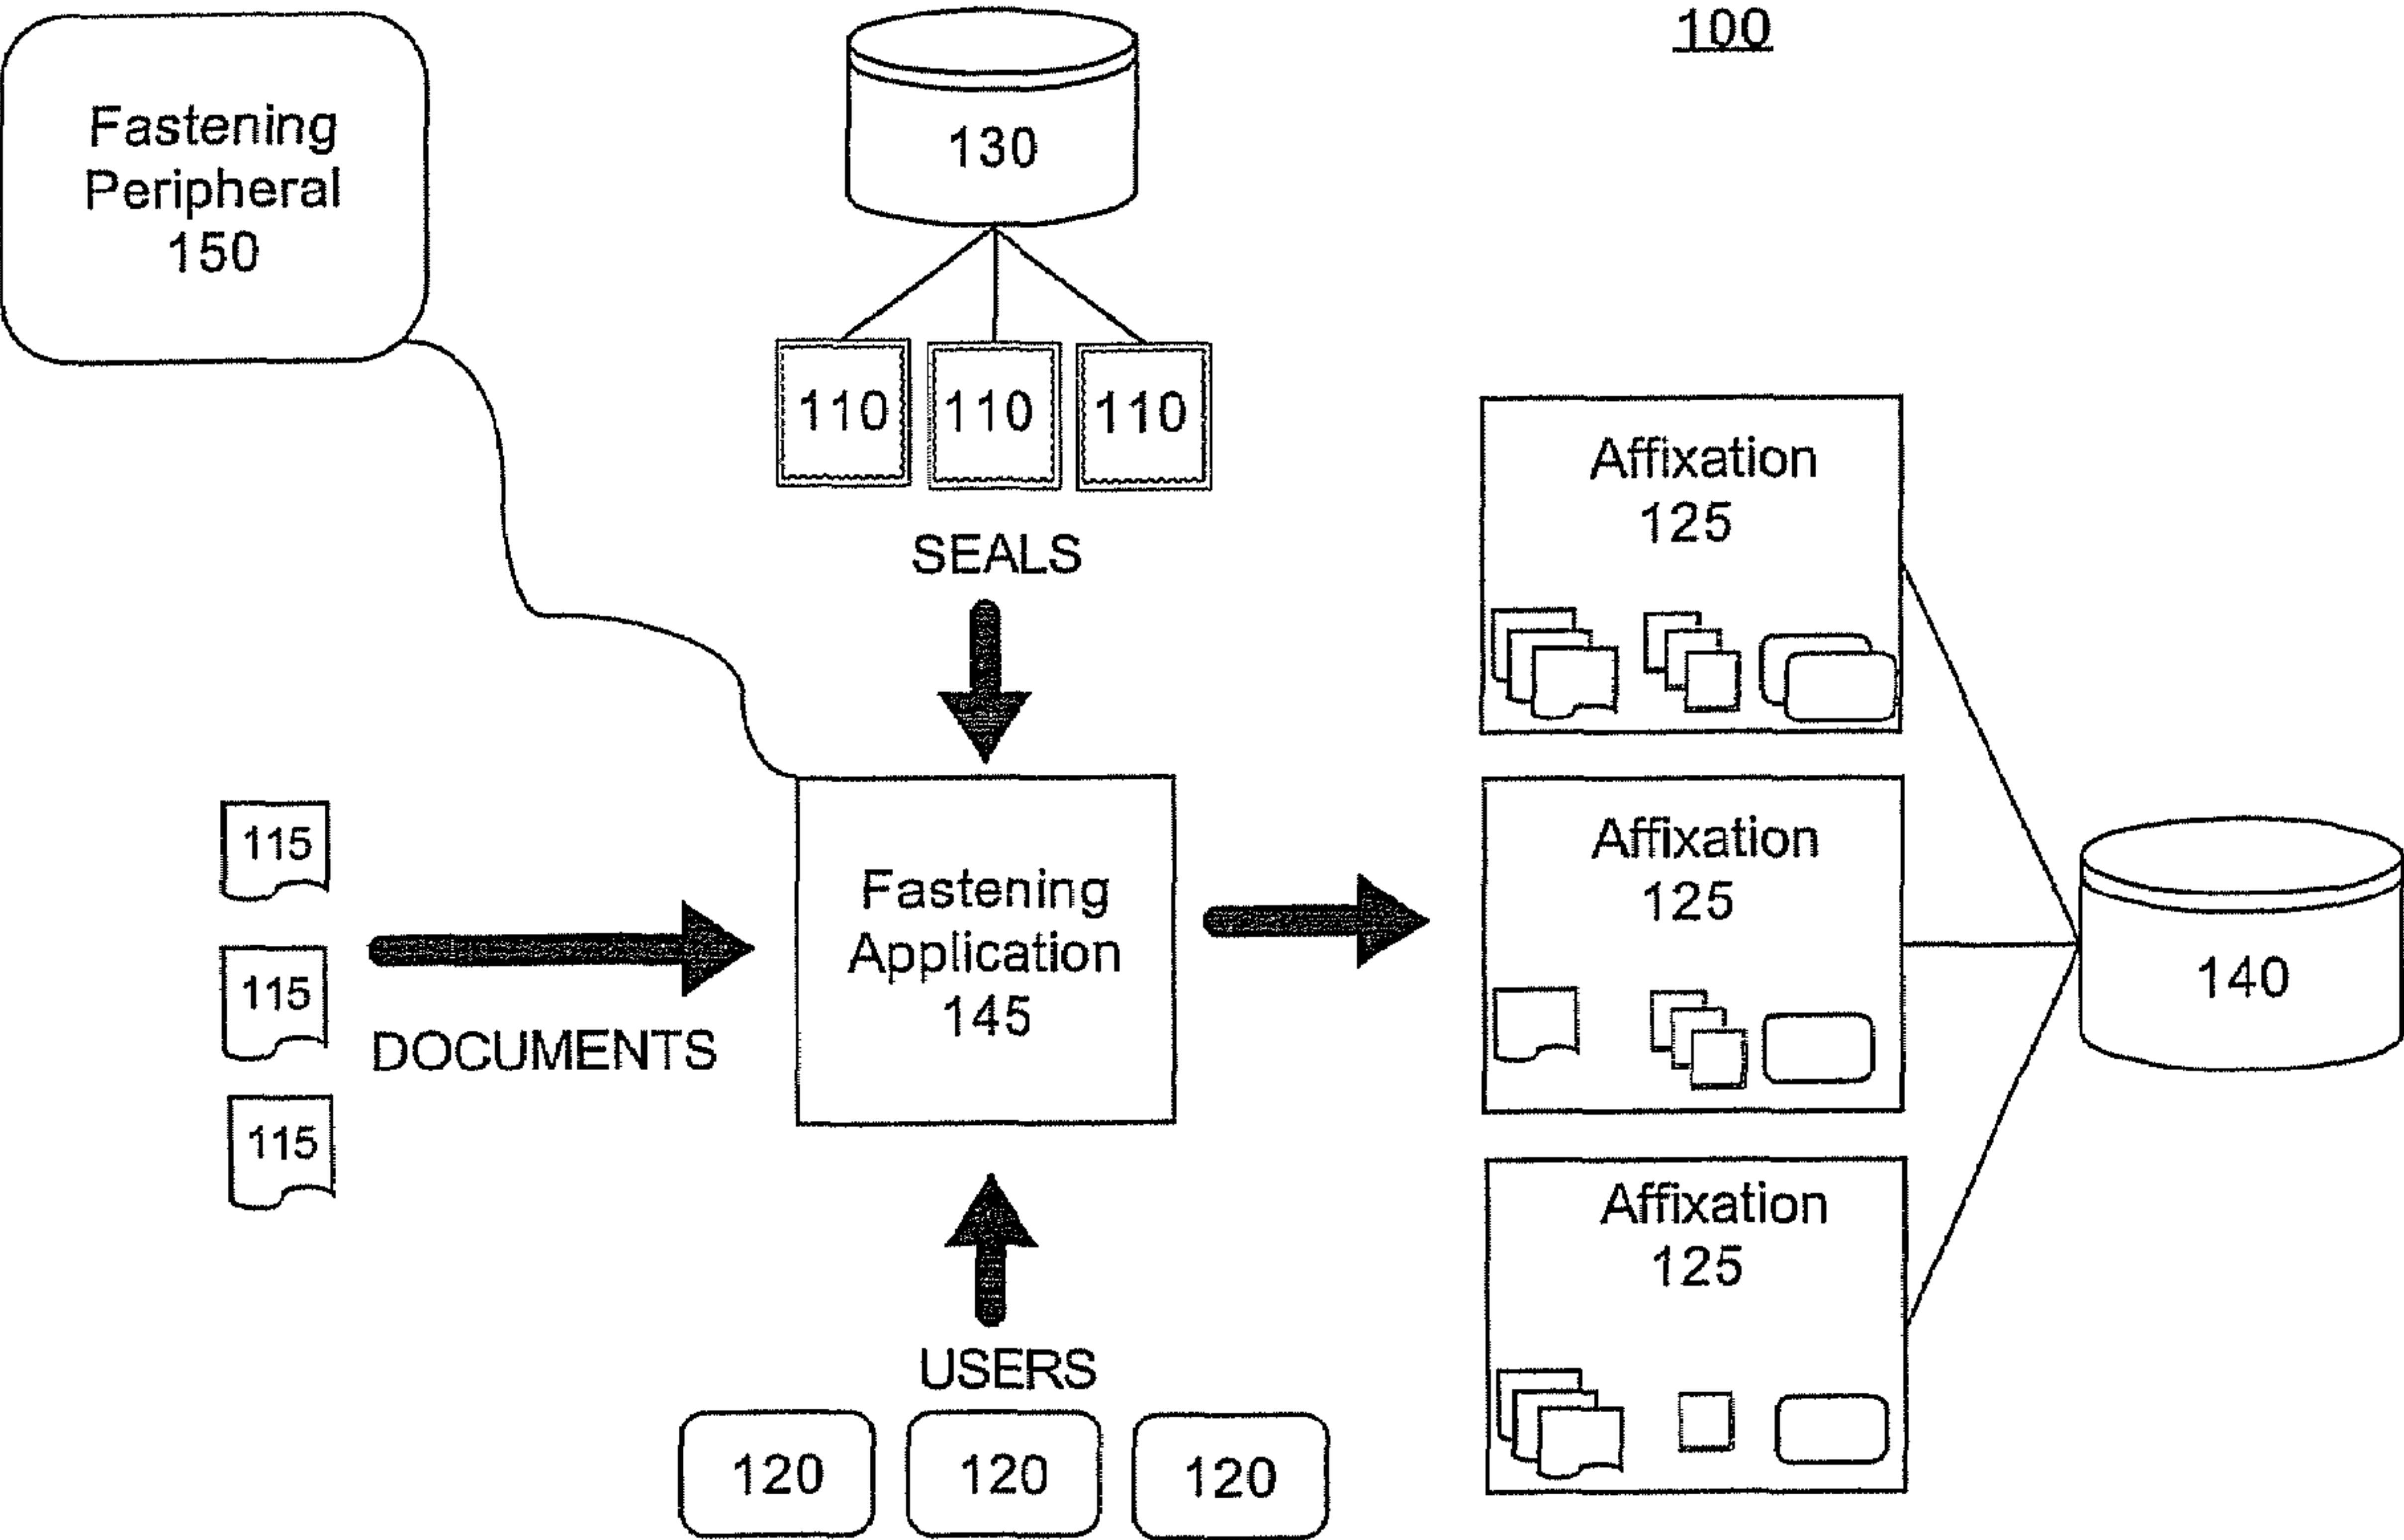 100
Fastening
Peripheral
150
130
110 110 110
SEALS
Affixation
125
115
115
115
DOCUMENTS
Fastening
Application
145
Affixation
125
140
USERS
120 120 120
Affixation
125